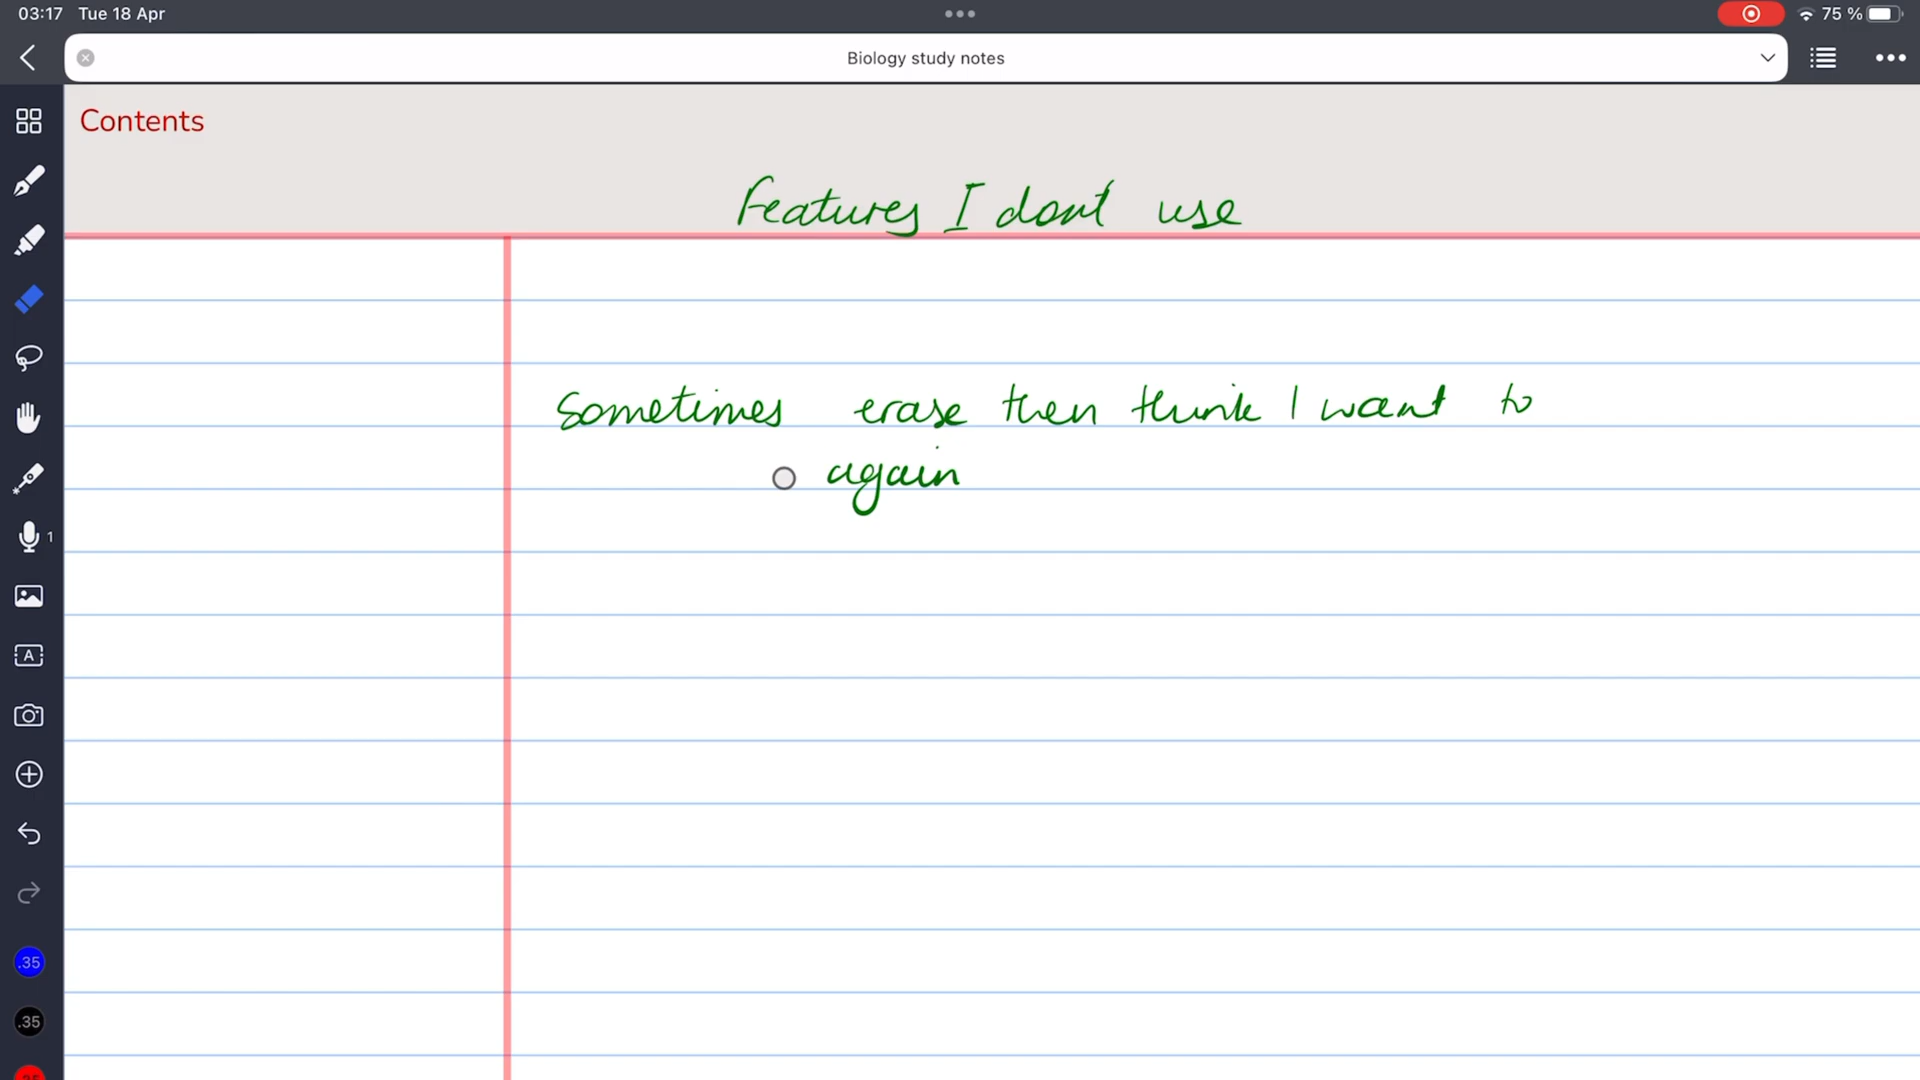 03:17 Tue 18 Apr
75 %
Biology study notes
Contents
Features I dont use
Sometimes erase then think I want to
again
1
A
.35
.35